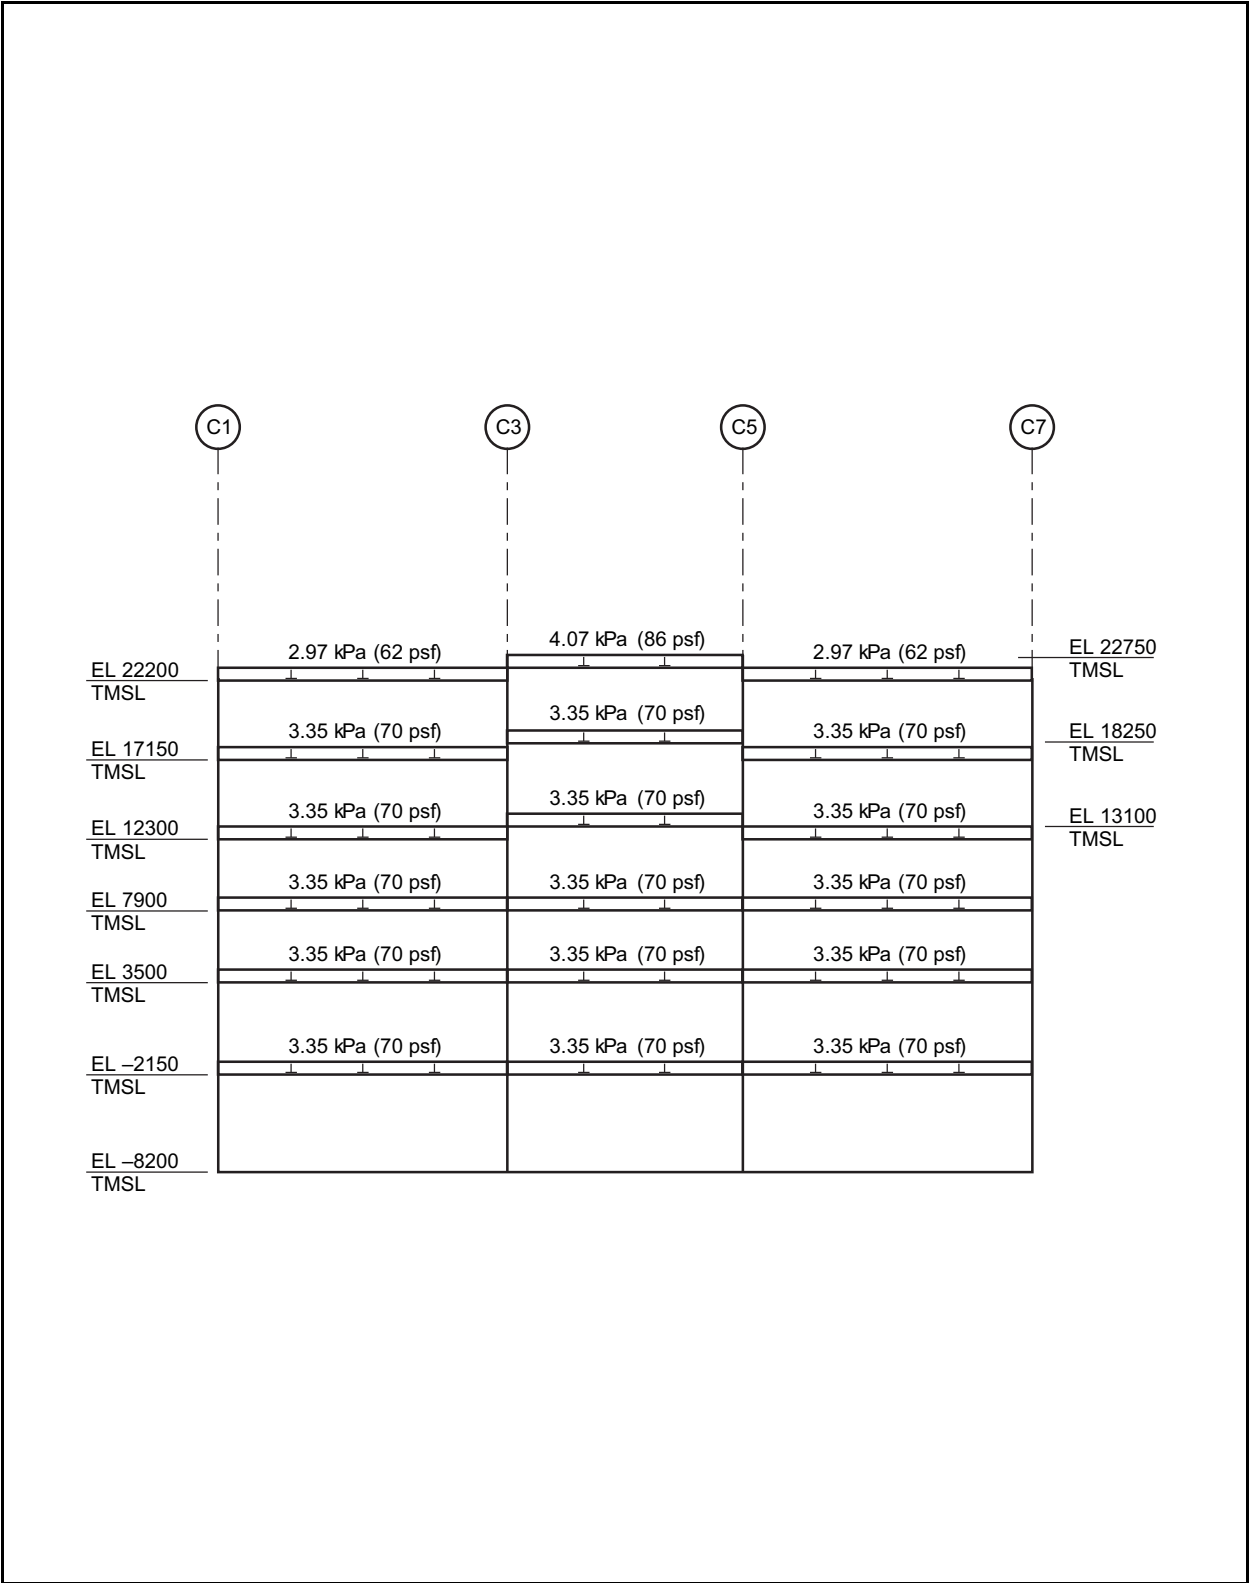 C1
C3
C5
C7
4.07 kPa (86 psf)
2.97 kPa (62 psf)
2.97 kPa (62 psf)
EL 22200
TMSL
EL 22750
TMSL
3.35 kPa (70 psf)
3.35 kPa (70 psf)
3.35 kPa (70 psf)
EL 17150
TMSL
EL 18250
TMSL
3.35 kPa (70 psf)
3.35 kPa (70 psf)
3.35 kPa (70 psf)
EL 12300
TMSL
EL 13100
TMSL
3.35 kPa (70 psf)
3.35 kPa (70 psf)
3.35 kPa (70 psf)
EL 7900
TMSL
3.35 kPa (70 psf)
3.35 kPa (70 psf)
3.35 kPa (70 psf)
EL 3500
TMSL
3.35 kPa (70 psf)
3.35 kPa (70 psf)
3.35 kPa (70 psf)
EL –2150
TMSL
EL –8200
TMSL